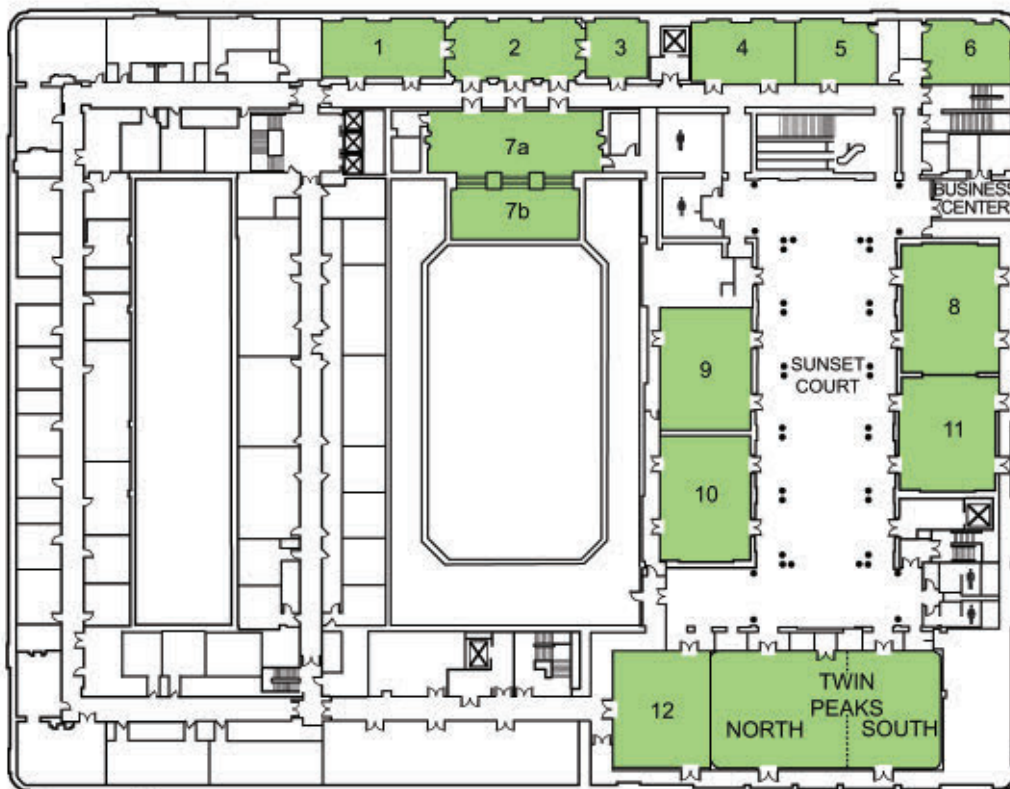 1
2
3
4
5
6
7a
7b
BUSINESS
CENTER
8
9
SUNSET
COURT
11
10
12
TWIN
PEAKS
NORTH
SOUTH